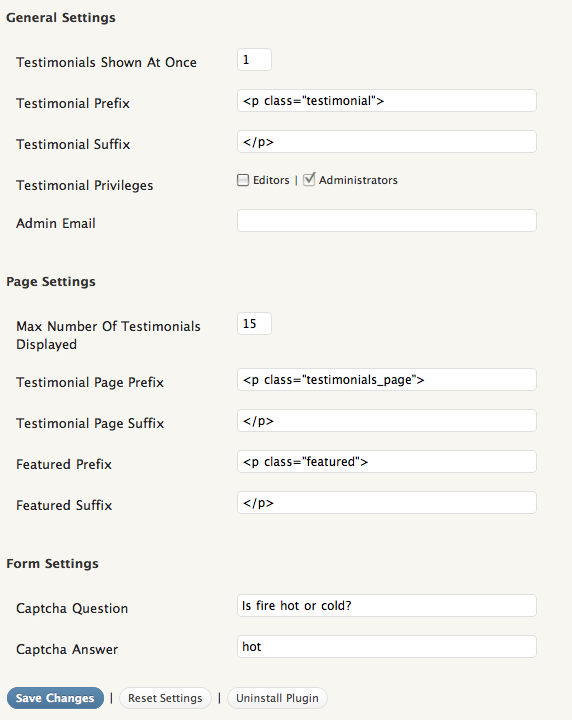 General Settings
Testimonials Shown At Once 1
Testimonial Prefix <p class="testimonial">
Testimonial Suffix </p>
Testimonial Privileges Editors | Administrators
Admin Email
Page Settings
Max Number Of Testimonials 15
Displayed
Testimonial Page Prefix <p class="testimonials_page">
Testimonial Page Suffix </p>
Featured Prefix <p class="featured">
Featured Suffix </p>
Form Settings
Captcha Question Is fire hot or cold?
Captcha Answer hot
Save Changes | Reset Settings | Uninstall Plugin